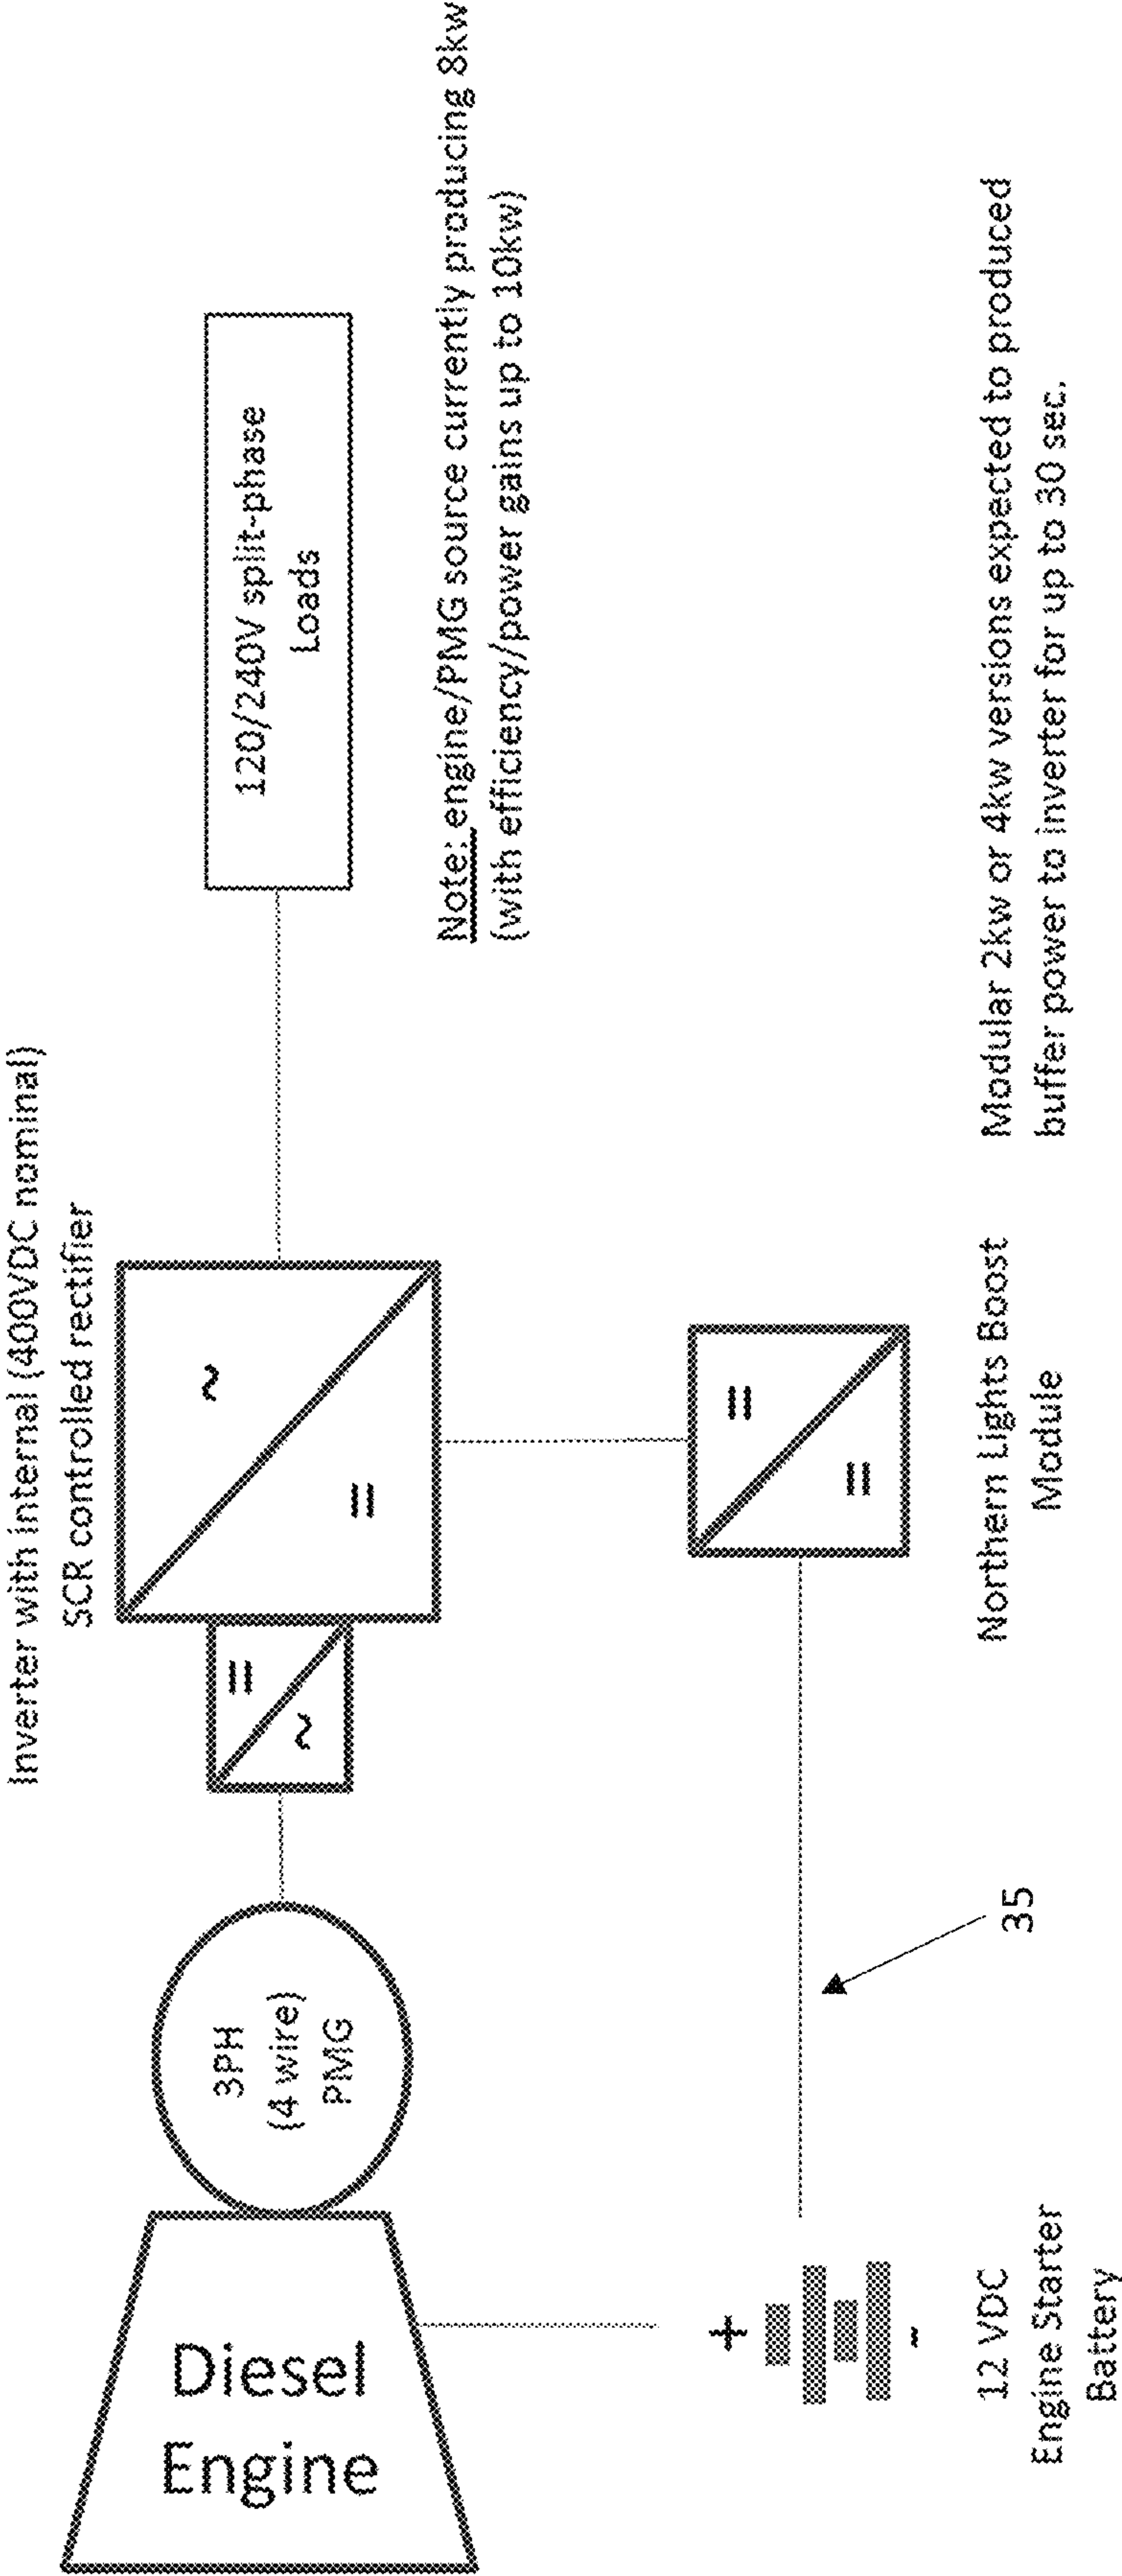 Inverter with internal (400VDC nominal)
SCR controlled rectifier
Diesel
Engine
3PH
(4 wire)
PMG
~
=
=
~
120/240V split-phase
Loads
Note: engine/PMG source currently producing 8kw
(with efficiency/power gains up to 10kw)
+
-
=
=
35
12 VDC
Engine Starter
Battery
Northern Lights Boost
Module
Modular 2kw or 4kw versions expected to produced
buffer power to inverter for up to 30 sec.